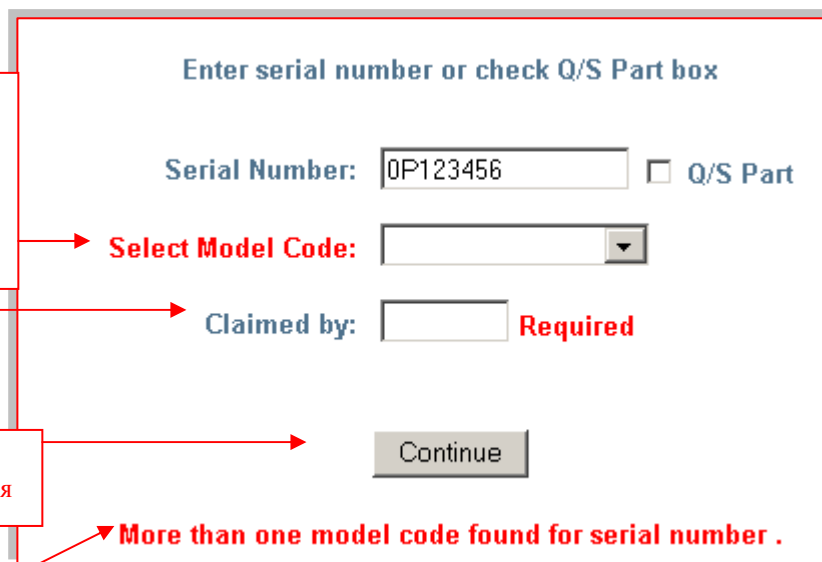 Enter serial number or check Q/S Part box
Serial Number: 0P123456 Q/S Part
Select Model Code:
Claimed by: Required
Continue
я
More than one model code found for serial number .